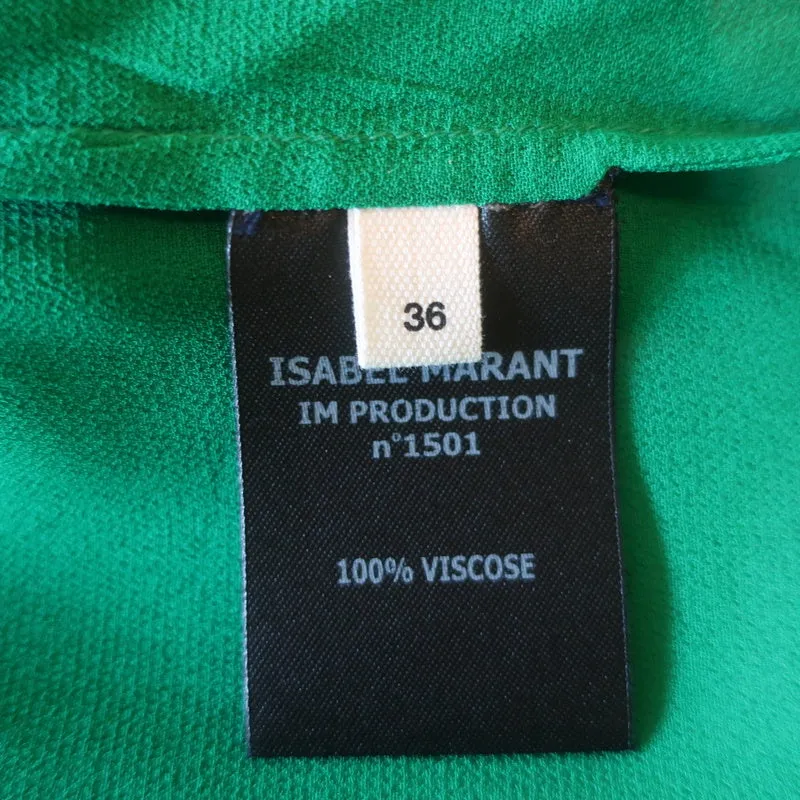 36
ISABEL MARANT
IM PRODUCTION
n°1501
100% VISCOSE